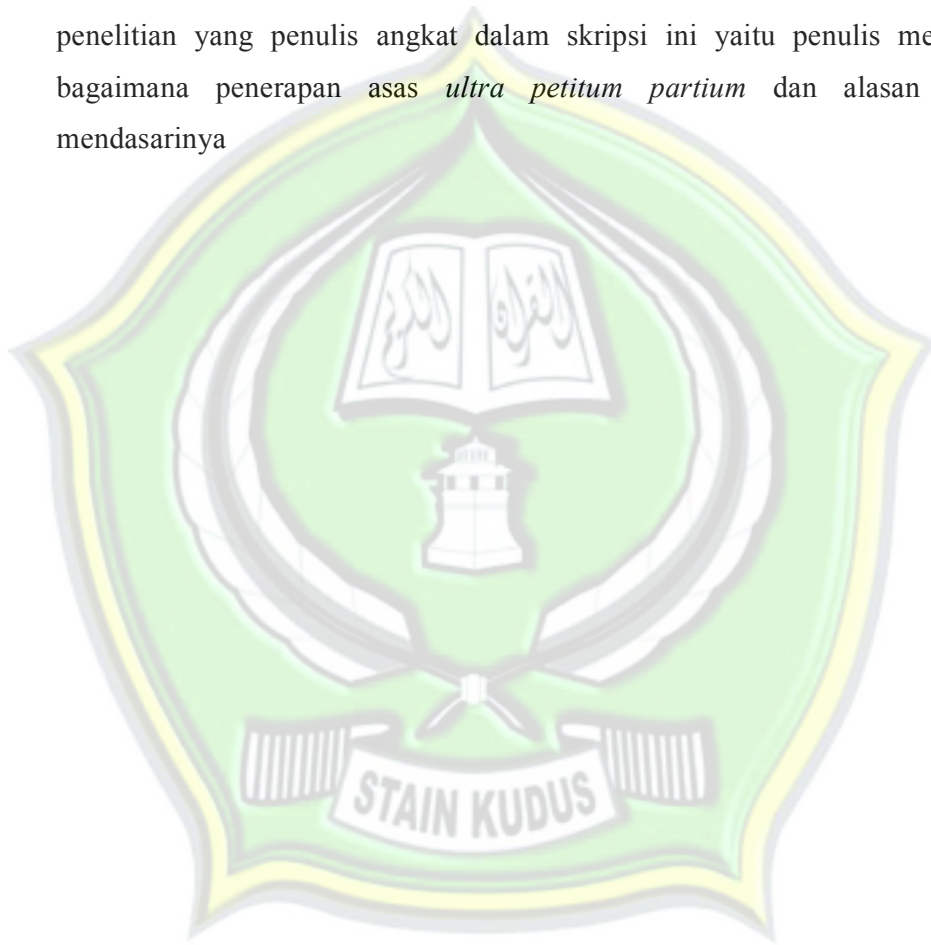 penelitian yang penulis angkat dalam skripsi ini yaitu penulis me
bagaimana penerapan asas ultra petitum partium dan alasan
mendasarinya
القرآن
STAIN KUDUS